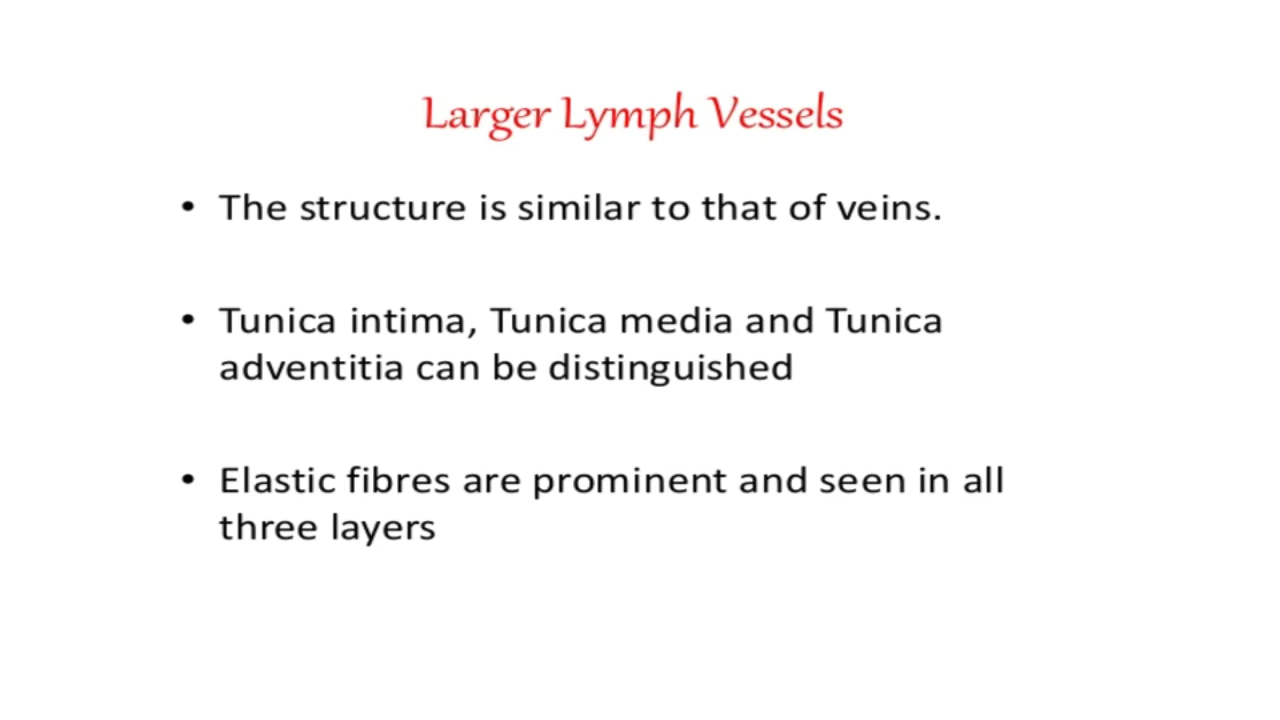 Larger Lymph Vessels
• The structure is similar to that of veins.
• Tunica intima, Tunica media and Tunica
adventitia can be distinguished
• Elastic fibres are prominent and seen in all
three layers